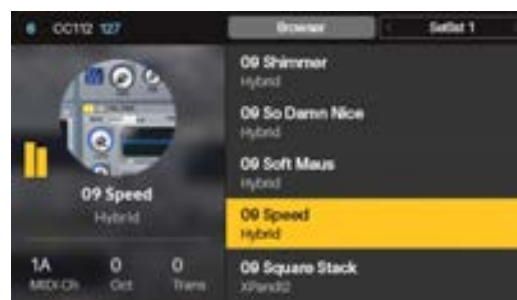 6 CC112 127
Browser
Setlist 1
09 Shimmer
Hybrid
09 So Damn Nice
Hybrid
09 Soft Maus
Hybrid
09 Speed
Hybrid
09 Square Stack
XPand!2
09 Speed
Hybrid
1A 0 0
MIDI Ch Oct Trans